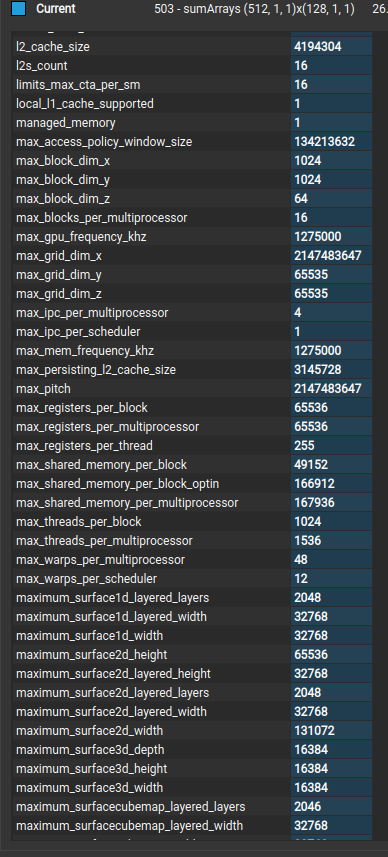 Current 503 - sumArrays (512, 1, 1)x(128, 1, 1) 26.
l2_cache_size 4194304
l2s_count 16
limits_max_cta_per_sm 16
local_l1_cache_supported 1
managed_memory 1
max_access_policy_window_size 134213632
max_block_dim_x 1024
max_block_dim_y 1024
max_block_dim_z 64
max_blocks_per_multiprocessor 16
max_gpu_frequency_khz 1275000
max_grid_dim_x 2147483647
max_grid_dim_y 65535
max_grid_dim_z 65535
max_ipc_per_multiprocessor 4
max_ipc_per_scheduler 1
max_mem_frequency_khz 1275000
max_persisting_l2_cache_size 3145728
max_pitch 2147483647
max_registers_per_block 65536
max_registers_per_multiprocessor 65536
max_registers_per_thread 255
max_shared_memory_per_block 49152
max_shared_memory_per_block_optin 166912
max_shared_memory_per_multiprocessor 167936
max_threads_per_block 1024
max_threads_per_multiprocessor 1536
max_warps_per_multiprocessor 48
max_warps_per_scheduler 12
maximum_surface1d_layered_layers 2048
maximum_surface1d_layered_width 32768
maximum_surface1d_width 32768
maximum_surface2d_height 65536
maximum_surface2d_layered_height 32768
maximum_surface2d_layered_layers 2048
maximum_surface2d_layered_width 32768
maximum_surface2d_width 131072
maximum_surface3d_depth 16384
maximum_surface3d_height 16384
maximum_surface3d_width 16384
maximum_surfacecubemap_layered_layers 2046
maximum_surfacecubemap_layered_width 32768